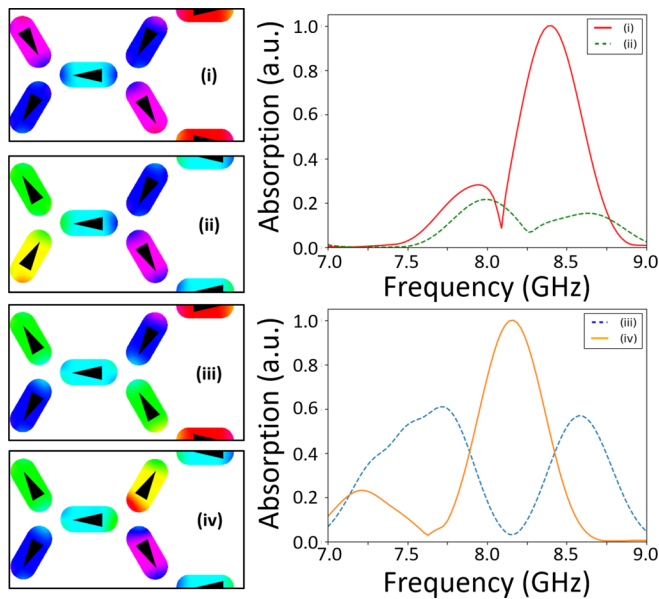 (i)
(ii)
(iii)
(iv)
Absorption (a.u.)
1.0
0.8
0.6
0.4
0.2
0.0
7.0 7.5 8.0 8.5 9.0
Frequency (GHz)
(i)
(ii)
Absorption (a.u.)
1.0
0.8
0.6
0.4
0.2
0.0
7.0 7.5 8.0 8.5 9.0
Frequency (GHz)
(iii)
(iv)